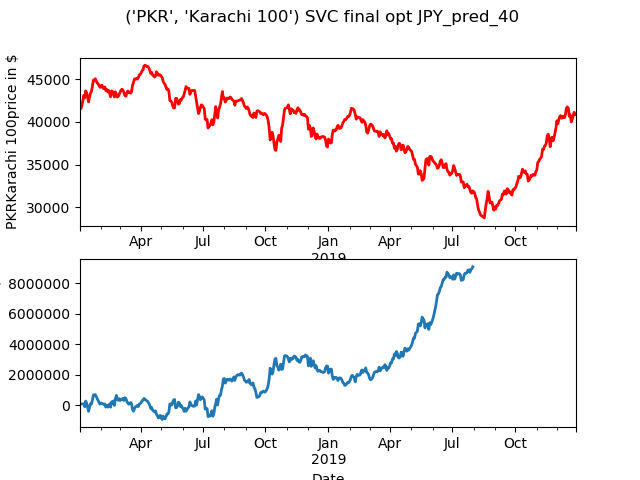 ('PKR', 'Karachi 100') SVC final opt JPY_pred_40
PKRKarachi 100price in $
45000
40000
35000
30000
Apr Jul Oct Jan Apr Jul Oct
2019
8000000
6000000
4000000
2000000
0
Apr Jul Oct Jan Apr Jul Oct
2019
Date